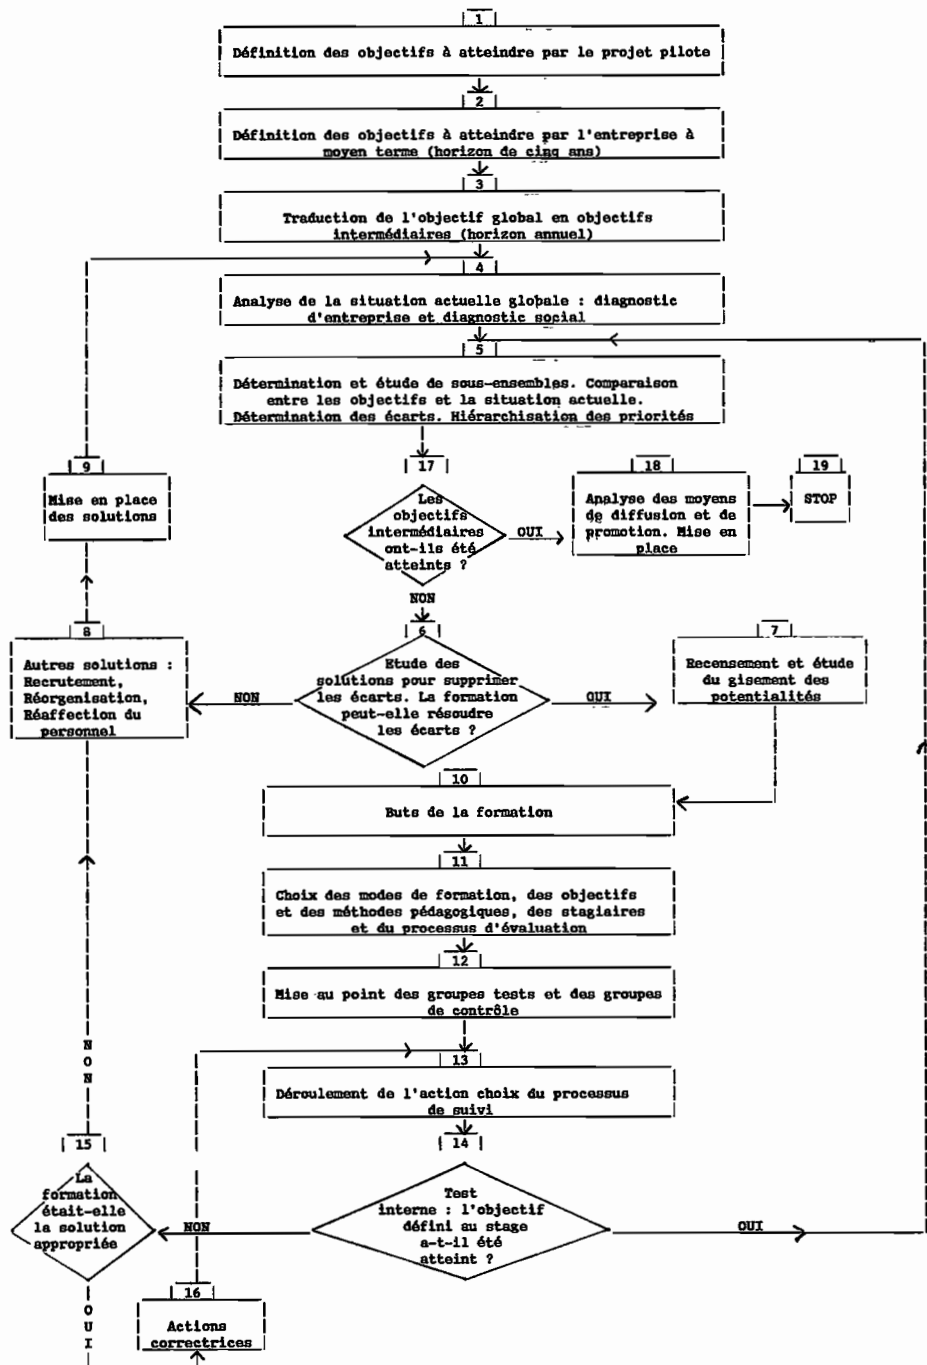 1
Définition des objectifs à atteindre par le projet pilote
2
Définition des objectifs à atteindre par l'entreprise à
moyen terme (horizon de cinq ans)
3
Traduction de l'objectif global en objectifs
intermédiaires (horizon annuel)
4
Analyse de la situation actuelle globale : diagnostic
d'entreprise et diagnostic social
5
Détermination et étude de sous-ensembles. Comparaison
entre les objectifs et la situation actuelle.
Détermination des écarts. Hiérarchisation des priorités
9
Mise en place
des solutions
17
Les
objectifs
intermédiaires
ont-ils été
atteints ?
OUI
NON
18
Analyse des moyens
de diffusion et de
promotion. Mise en
place
19
STOP
8
Autres solutions :
Recrutement,
Réorgenisation,
Réaffection du
personnel
NON
6
Etude des
solutions pour supprimer
les écarts. La formation
peut-elle résoudre
les écarts ?
OUI
7
Recensement et étude
du gisement des
potentialités
10
Buts de la formation
11
Choix des modes de formation, des objectifs
et des méthodes pédagogiques, des stagiaires
et du processus d'évaluation
12
Mise au point des groupes tests et des groupes
de contrôle
13
Déroulement de l'action choix du processus
de suivi
NON
15
La
formation
était-elle
la solution
appropriée
NON
14
Test
interne : l'objectif
défini au stage
a-t-il été
atteint ?
OUI
OUI
16
Actions
correctrices